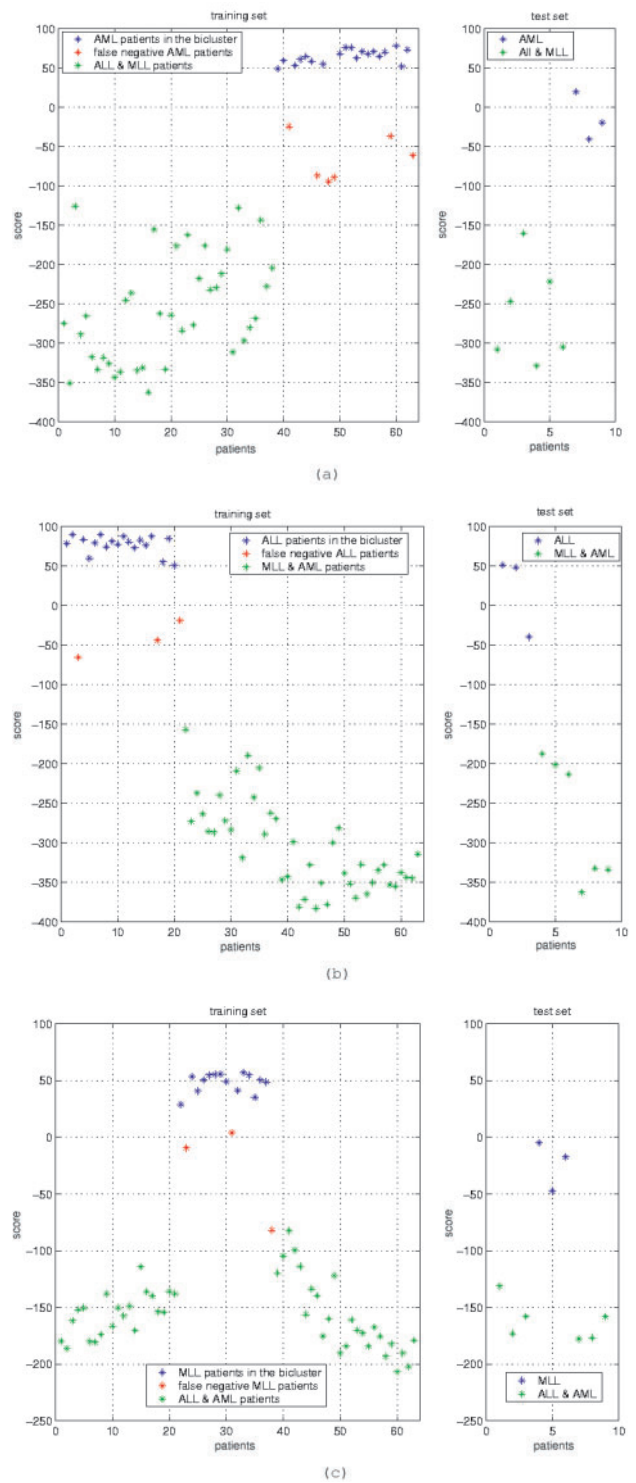 training set
test set
AML patients in the bicluster
false negative AML patients
ALL & MLL patients
AML
All & MLL
100
50
0
−50
−100
−150
−200
−250
−300
−350
−400
score
0 10 20 30 40 50 60
patients
100
50
0
−50
−100
−150
−200
−250
−300
−350
−400
score
0 5 10
patients
(a)
training set
test set
ALL patients in the bicluster
false negative ALL patients
MLL & AML patients
ALL
MLL & AML
100
50
0
−50
−100
−150
−200
−250
−300
−350
−400
score
0 10 20 30 40 50 60
patients
100
50
0
−50
−100
−150
−200
−250
−300
−350
−400
score
0 5 10
patients
(b)
training set
test set
100
50
0
−50
−100
−150
−200
−250
score
0 10 20 30 40 50 60
patients
MLL patients in the bicluster
false negative MLL patients
ALL & AML patients
100
50
0
−50
−100
−150
−200
−250
score
0 5 10
patients
MLL
ALL & AML
(c)